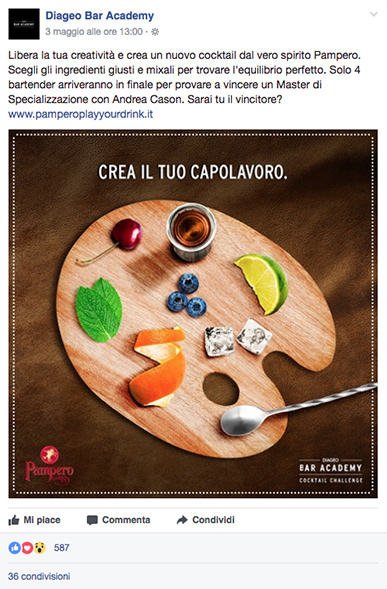 Diageo Bar Academy
3 maggio alle ore 13:00 ·
Libera la tua creatività e crea un nuovo cocktail dal vero spirito Pampero.
Scegli gli ingredienti giusti e mixali per trovare l'equilibrio perfetto. Solo 4
bartender arriveranno in finale per provare a vincere un Master di
Specializzazione con Andrea Cason. Sarai tu il vincitore?
www.pamperoplayyourdrink.it
CREA IL TUO CAPOLAVORO.
Pampero
DIAGEO
BAR ACADEMY
COCKTAIL CHALLENGE
Mi piace Commenta Condividi
587
36 condivisioni